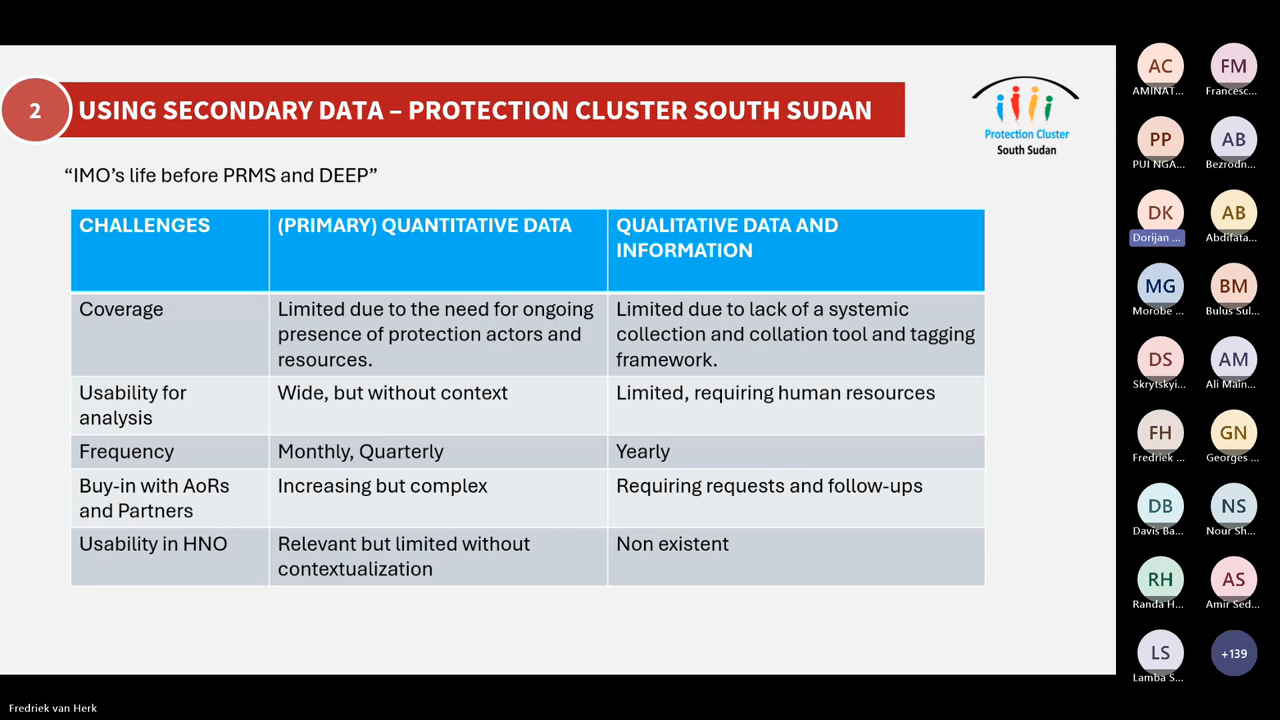 2
USING SECONDARY DATA – PROTECTION CLUSTER SOUTH SUDAN
Protection Cluster
South Sudan
“IMO’s life before PRMS and DEEP”
CHALLENGES
(PRIMARY) QUANTITATIVE DATA
QUALITATIVE DATA AND
INFORMATION
Coverage
Limited due to the need for ongoing
presence of protection actors and
resources.
Limited due to lack of a systemic
collection and collation tool and tagging
framework.
Usability for
analysis
Wide, but without context
Limited, requiring human resources
Frequency
Monthly, Quarterly
Yearly
Buy-in with AoRs
and Partners
Increasing but complex
Requiring requests and follow-ups
Usability in HNO
Relevant but limited without
contextualization
Non existent
AC
AMINAT...
FM
Francesc...
PP
PUI NGA...
AB
Bezrodn...
DK
Dorijan ...
AB
Abdifata...
MG
Morobe ...
BM
Bulus Sul...
DS
Skrytskyi...
AM
Ali Main...
FH
Fredriek ...
GN
Georges ...
DB
Davis Ba...
NS
Nour Sh...
RH
Randa H...
AS
Amir Sed...
LS
Lamba S...
+139
Fredriek van Herk